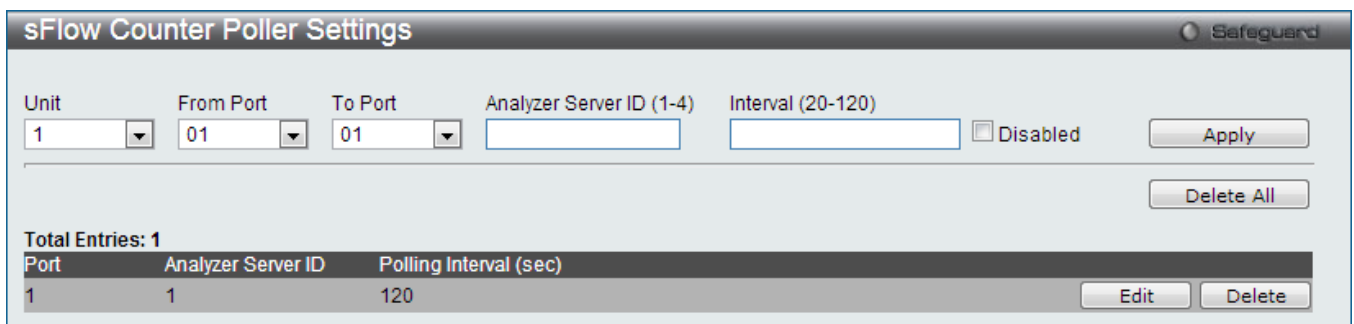 sFlow Counter Poller Settings
Safeguard
Unit From Port To Port Analyzer Server ID (1-4) Interval (20-120)
1 01 01 Disabled Apply
Delete All
Total Entries: 1
Port Analyzer Server ID Polling Interval (sec)
1 1 120 Edit Delete